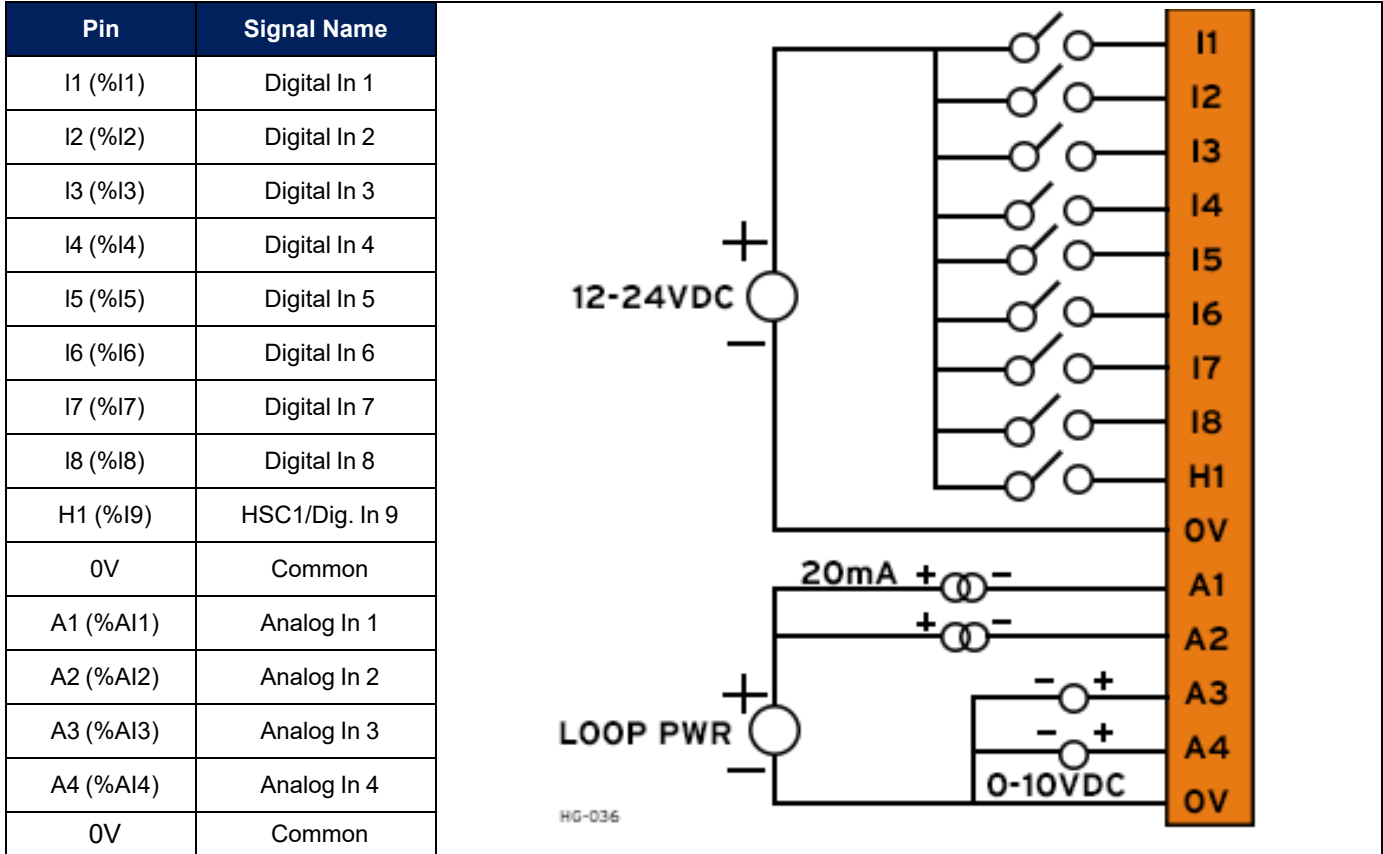 Pin Signal Name
I1 (%I1) Digital In 1
I2 (%I2) Digital In 2
I3 (%I3) Digital In 3
I4 (%I4) Digital In 4
I5 (%I5) Digital In 5
I6 (%I6) Digital In 6
I7 (%I7) Digital In 7
I8 (%I8) Digital In 8
H1 (%I9) HSC1/Dig. In 9
0V Common
A1 (%AI1) Analog In 1
A2 (%AI2) Analog In 2
A3 (%AI3) Analog In 3
A4 (%AI4) Analog In 4
0V Common
I1
I2
I3
I4
I5
I6
I7
I8
H1
0V
A1
A2
A3
A4
0V
+
12-24VDC
−
20mA + −
+ −
+
LOOP PWR
−
− +
− +
0-10VDC
HG-036